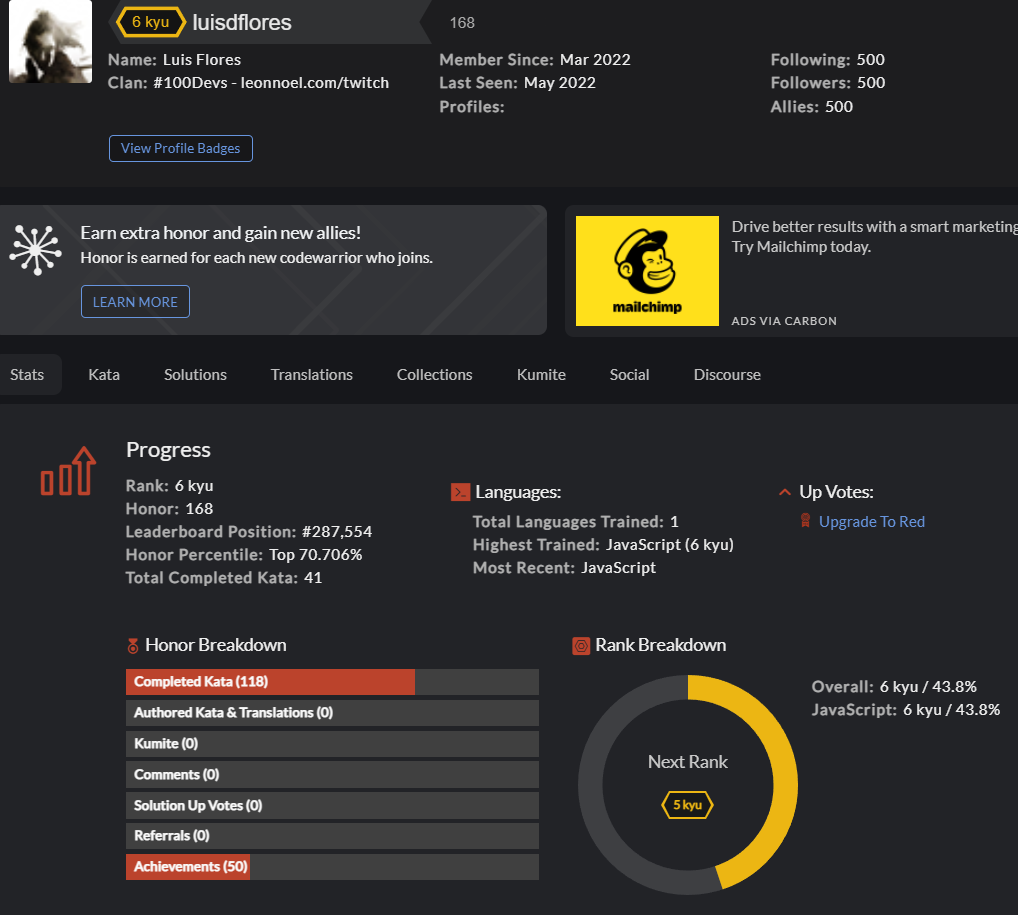 6 kyu luisdflores 168
Name: Luis Flores
Clan: #100Devs - leonnoel.com/twitch
Member Since: Mar 2022
Last Seen: May 2022
Profiles:
Following: 500
Followers: 500
Allies: 500
View Profile Badges
Earn extra honor and gain new allies!
Honor is earned for each new codewarrior who joins.
LEARN MORE
mailchimp
Drive better results with a smart marketing
Try Mailchimp today.
ADS VIA CARBON
Stats Kata Solutions Translations Collections Kumite Social Discourse
Progress
Rank: 6 kyu
Honor: 168
Leaderboard Position: #287,554
Honor Percentile: Top 70.706%
Total Completed Kata: 41
Languages:
Total Languages Trained: 1
Highest Trained: JavaScript (6 kyu)
Most Recent: JavaScript
Up Votes:
Upgrade To Red
Honor Breakdown
Completed Kata (118)
Authored Kata & Translations (0)
Kumite (0)
Comments (0)
Solution Up Votes (0)
Referrals (0)
Achievements (50)
Rank Breakdown
Next Rank
5 kyu
Overall: 6 kyu / 43.8%
JavaScript: 6 kyu / 43.8%